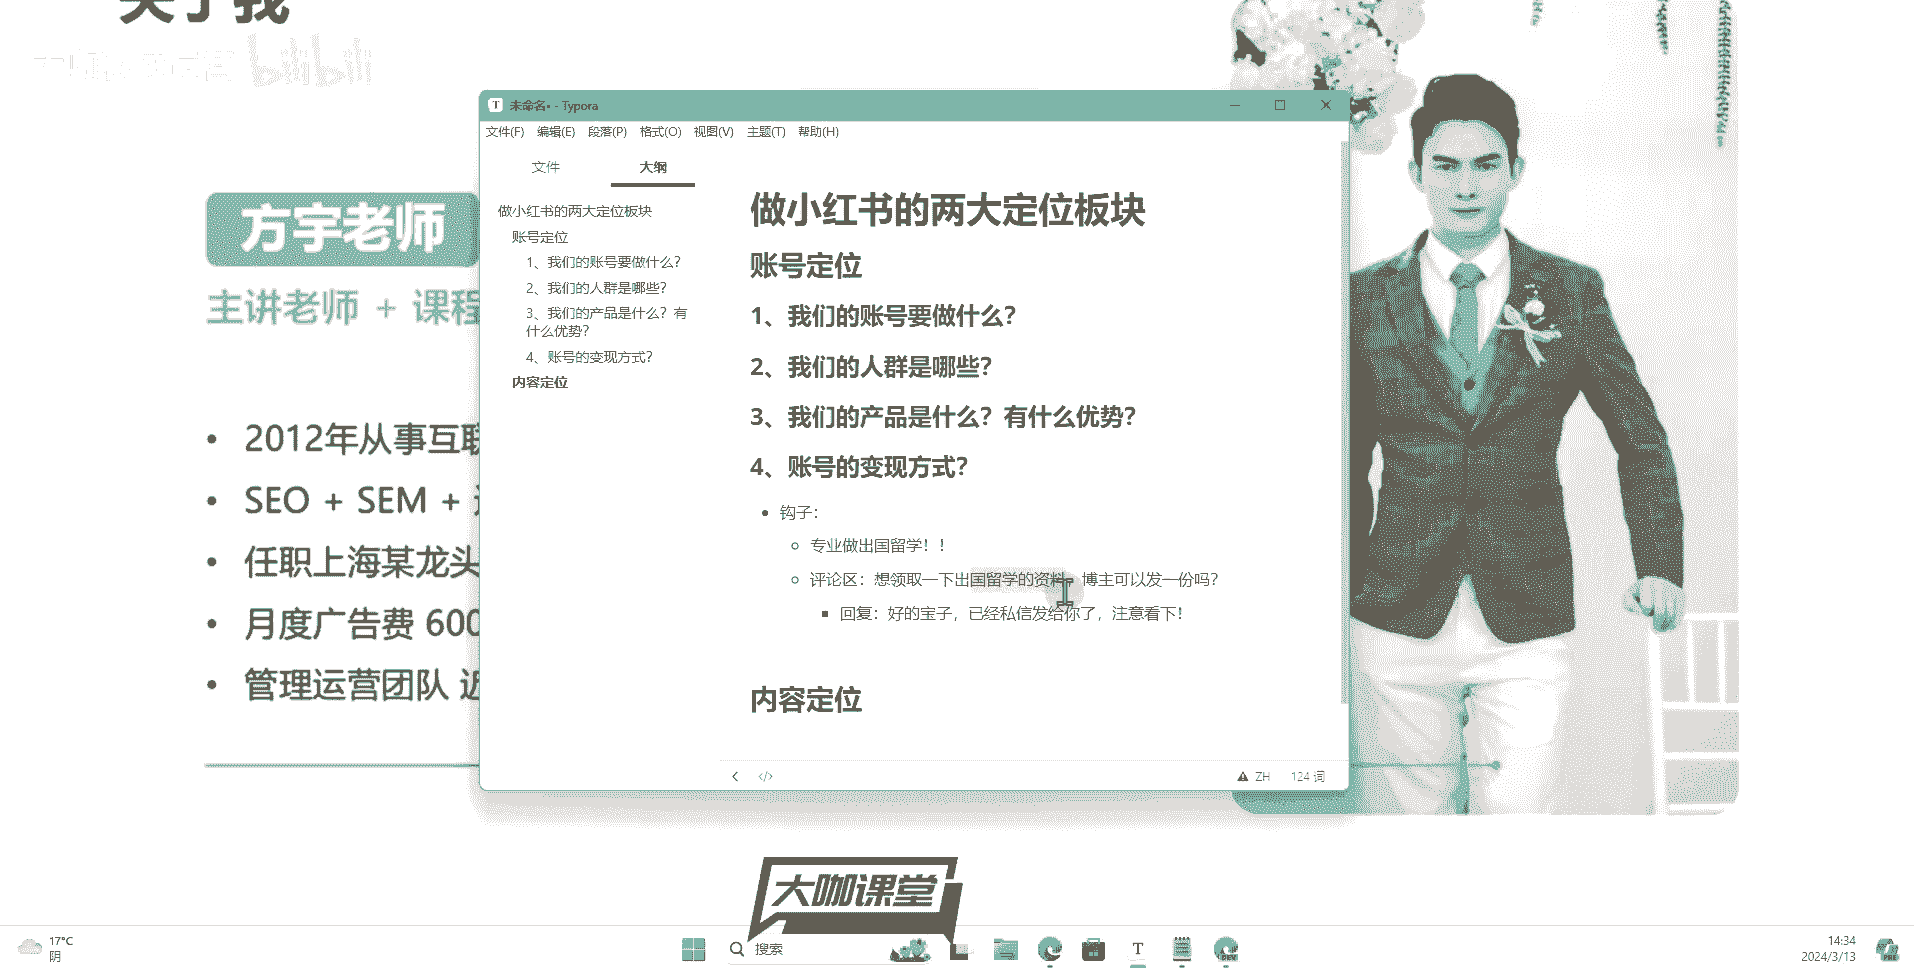 关于我
bilibili
方宇老师
主讲老师 + 课程
2012年从事互联
SEO + SEM +
任职上海某龙头
月度广告费 600
管理运营团队 近
未命名• - Typora
文件(F) 编辑(E) 段落(P) 格式(O) 视图(V) 主题(T) 帮助(H)
文件 大纲
做小红书的两大定位板块
账号定位
1、我们的账号要做什么？
2、我们的人群是哪些？
3、我们的产品是什么？有
什么优势？
4、账号的变现方式？
内容定位
做小红书的两大定位板块
账号定位
1、我们的账号要做什么？
2、我们的人群是哪些？
3、我们的产品是什么？有什么优势？
4、账号的变现方式？
钩子：
专业做出国留学！！
评论区：想领取一下出国留学的资料，博主可以发一份吗？
回复：好的宝子，已经私信发给你了，注意看下！
内容定位
ZH 124 词
大咖课堂
17°C
阴
搜索
T
DEV
14:34
2024/3/13
PRE